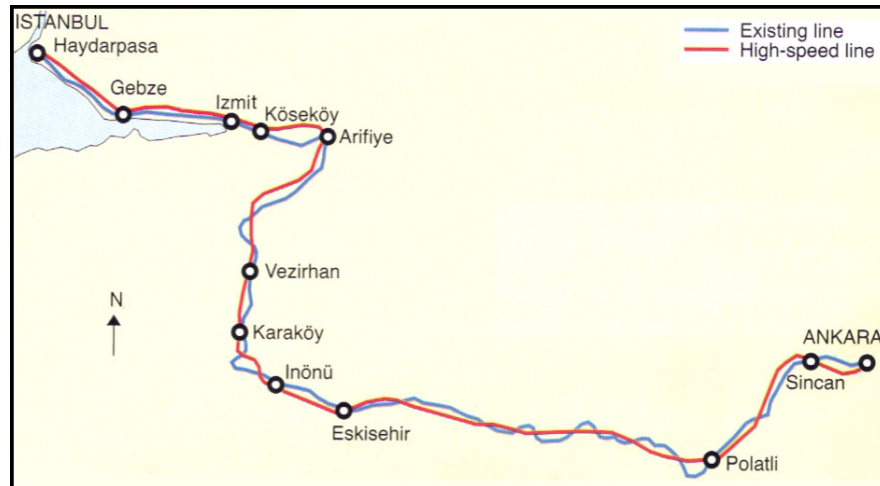 ISTANBUL
Haydarpasa
Existing line
High-speed line
Gebze
Izmit
Köseköy
Arifiye
Vezirhan
N
Karaköy
ANKARA
Inönü
Sincan
Eskisehir
Polatli